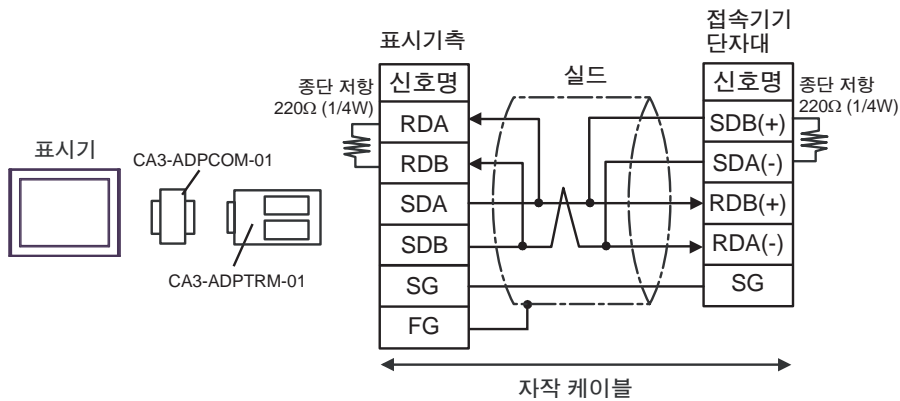 표시기
CA3-ADPCOM-01
CA3-ADPTRM-01
표시기측
종단 저항
220Ω (1/4W)
신호명
RDA
RDB
SDA
SDB
SG
FG
실드
접속기기
단자대
신호명
SDB(+)
SDA(-)
RDB(+)
RDA(-)
SG
종단 저항
220Ω (1/4W)
자작 케이블